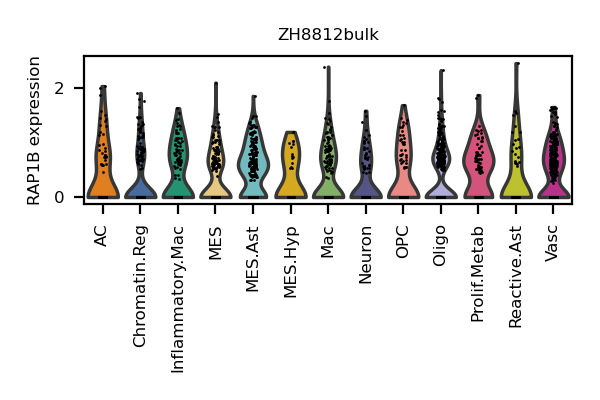 ZH8812bulk
RAP1B expression
2
0
AC
Chromatin.Reg
Inflammatory.Mac
MES
MES.Ast
MES.Hyp
Mac
Neuron
OPC
Oligo
Prolif.Metab
Reactive.Ast
Vasc